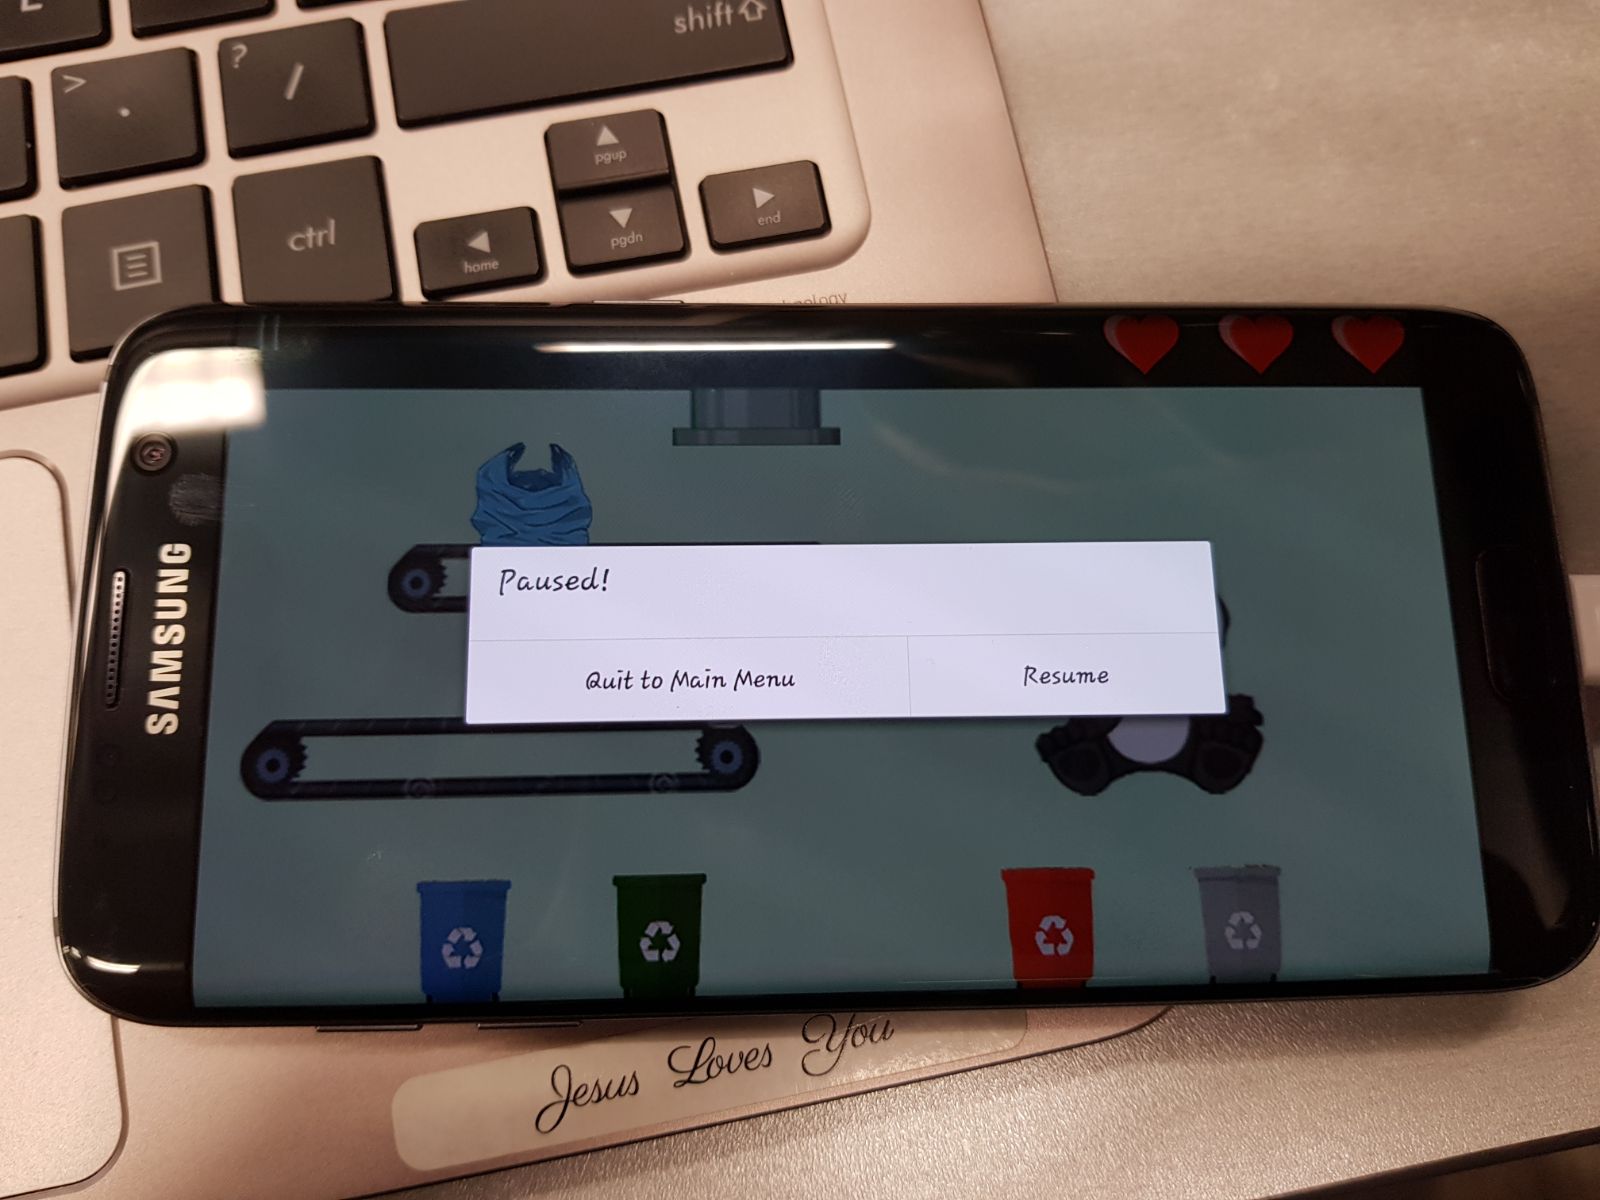 shift
?
/
>
.
ctrl
pgup
pgdn
home
end
SAMSUNG
Paused!
Quit to Main Menu
Resume
Jesus Loves You